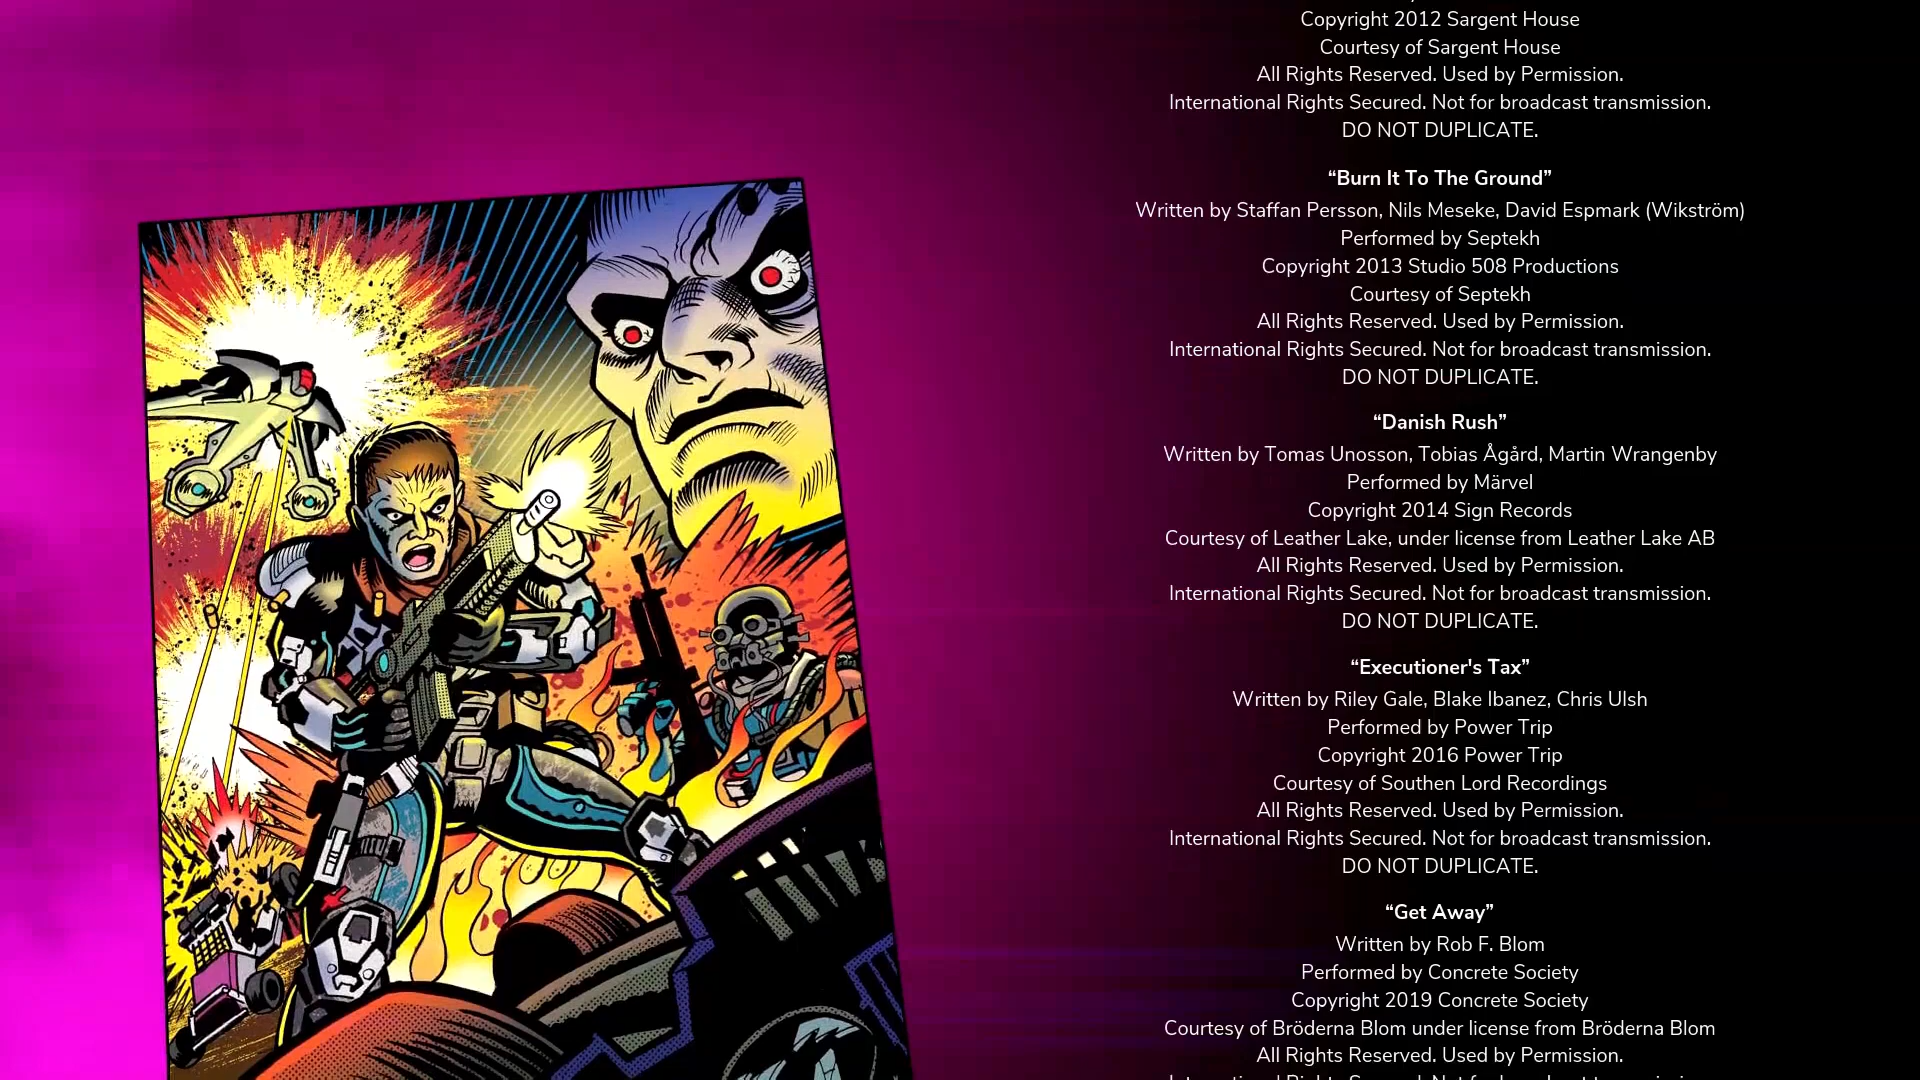 Copyright 2012 Sargent House
Courtesy of Sargent House
All Rights Reserved. Used by Permission.
International Rights Secured. Not for broadcast transmission.
DO NOT DUPLICATE.
“Burn It To The Ground”
Written by Staffan Persson, Nils Meseke, David Espmark (Wikström)
Performed by Septekh
Copyright 2013 Studio 508 Productions
Courtesy of Septekh
All Rights Reserved. Used by Permission.
International Rights Secured. Not for broadcast transmission.
DO NOT DUPLICATE.
“Danish Rush”
Written by Tomas Unosson, Tobias Ågård, Martin Wrangenby
Performed by Märvel
Copyright 2014 Sign Records
Courtesy of Leather Lake, under license from Leather Lake AB
All Rights Reserved. Used by Permission.
International Rights Secured. Not for broadcast transmission.
DO NOT DUPLICATE.
“Executioner's Tax”
Written by Riley Gale, Blake Ibanez, Chris Ulsh
Performed by Power Trip
Copyright 2016 Power Trip
Courtesy of Southen Lord Recordings
All Rights Reserved. Used by Permission.
International Rights Secured. Not for broadcast transmission.
DO NOT DUPLICATE.
“Get Away”
Written by Rob F. Blom
Performed by Concrete Society
Copyright 2019 Concrete Society
Courtesy of Bröderna Blom under license from Bröderna Blom
All Rights Reserved. Used by Permission.